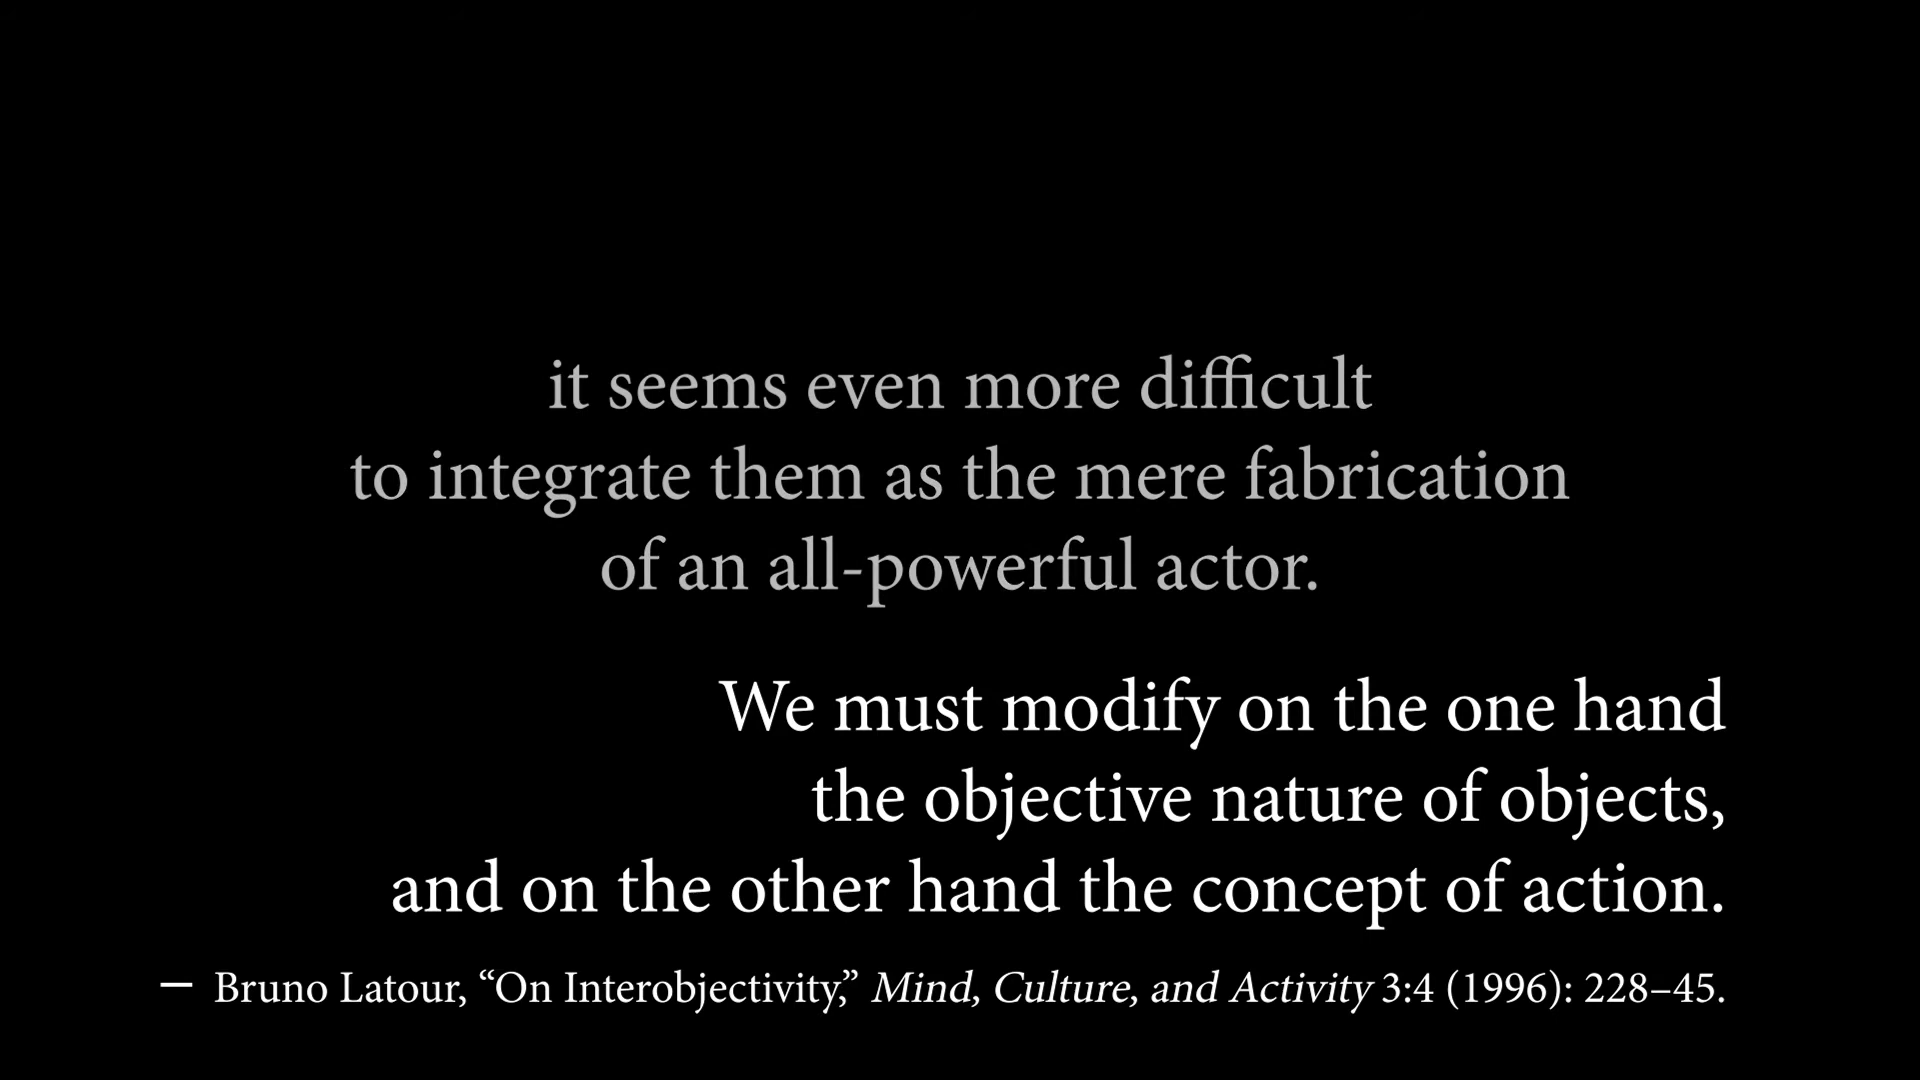 it seems even more difficult
to integrate them as the mere fabrication
of an all-powerful actor.
We must modify on the one hand
the objective nature of objects,
and on the other hand the concept of action.
— Bruno Latour, “On Interobjectivity,” Mind, Culture, and Activity 3:4 (1996): 228–45.